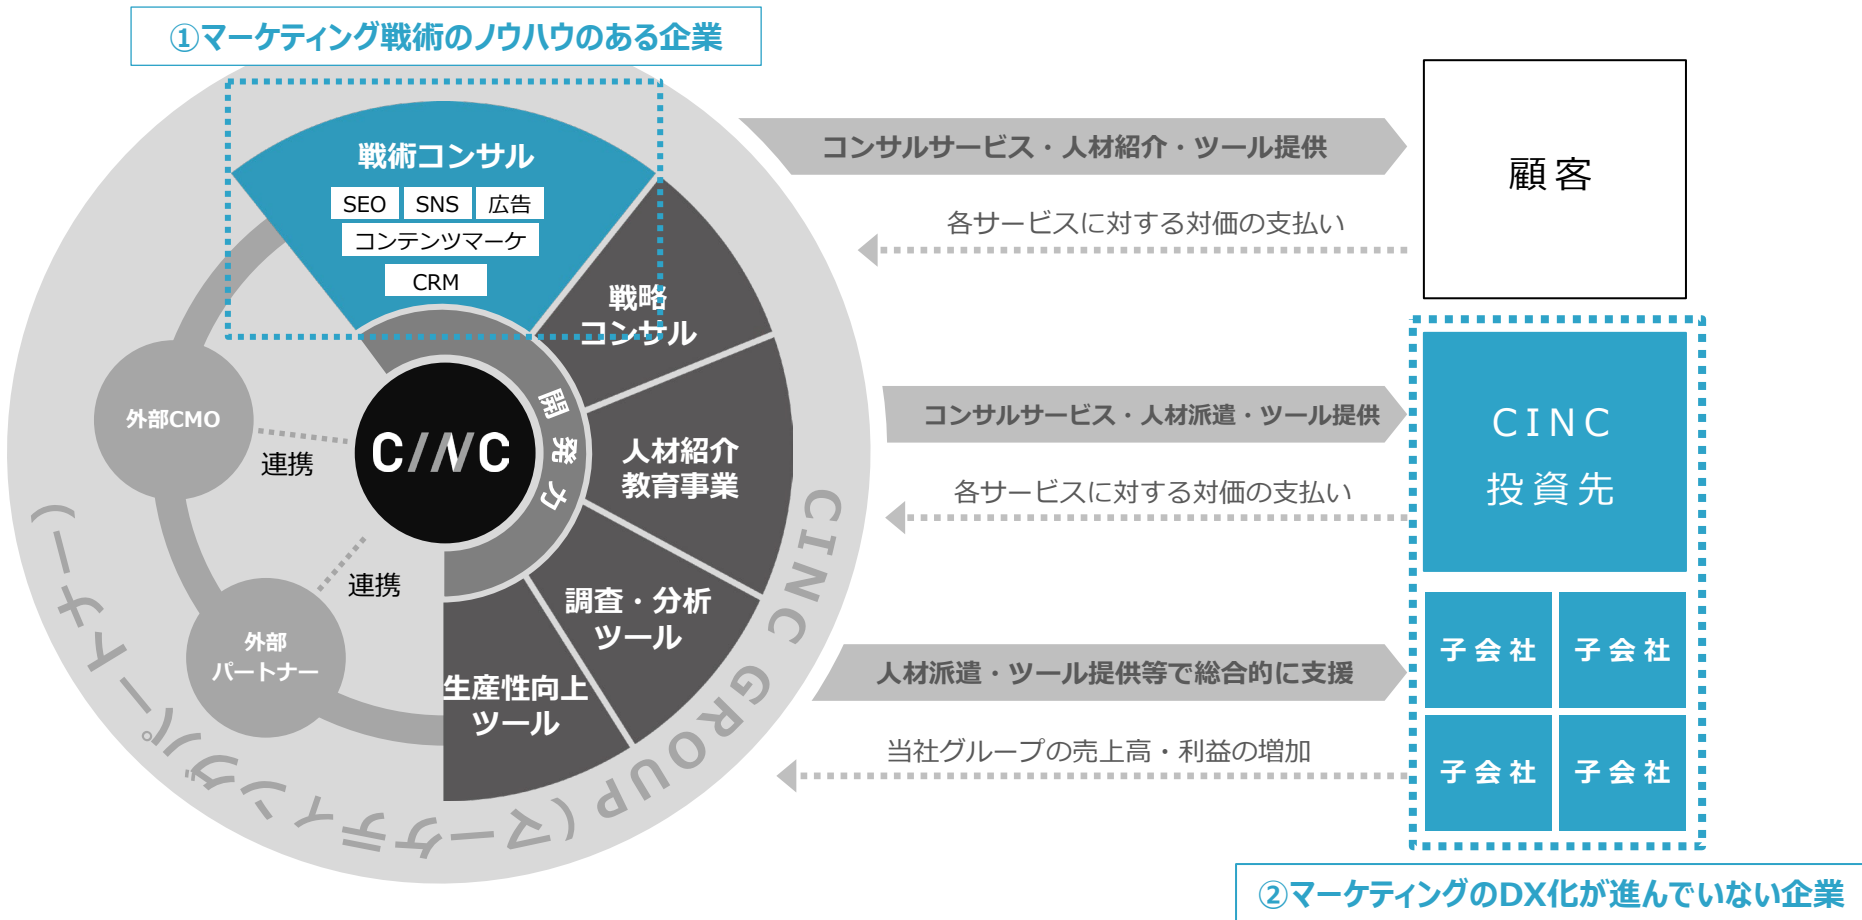 ①マーケティング戦術のノウハウのある企業
戦術コンサル
SEO
SNS
広告
コンテンツマーケ
CRM
戦略
コンサル
人材紹介
教育事業
調査・分析
ツール
生産性向上
ツール
開発力
CINC
外部CMO
連携
外部
パートナー
連携
CINC GROUP(マーケティングパートナー)
コンサルサービス・人材紹介・ツール提供
各サービスに対する対価の支払い
顧客
コンサルサービス・人材派遣・ツール提供
各サービスに対する対価の支払い
CINC
投資先
人材派遣・ツール提供等で総合的に支援
当社グループの売上高・利益の増加
子会社
子会社
子会社
子会社
②マーケティングのDX化が進んでいない企業